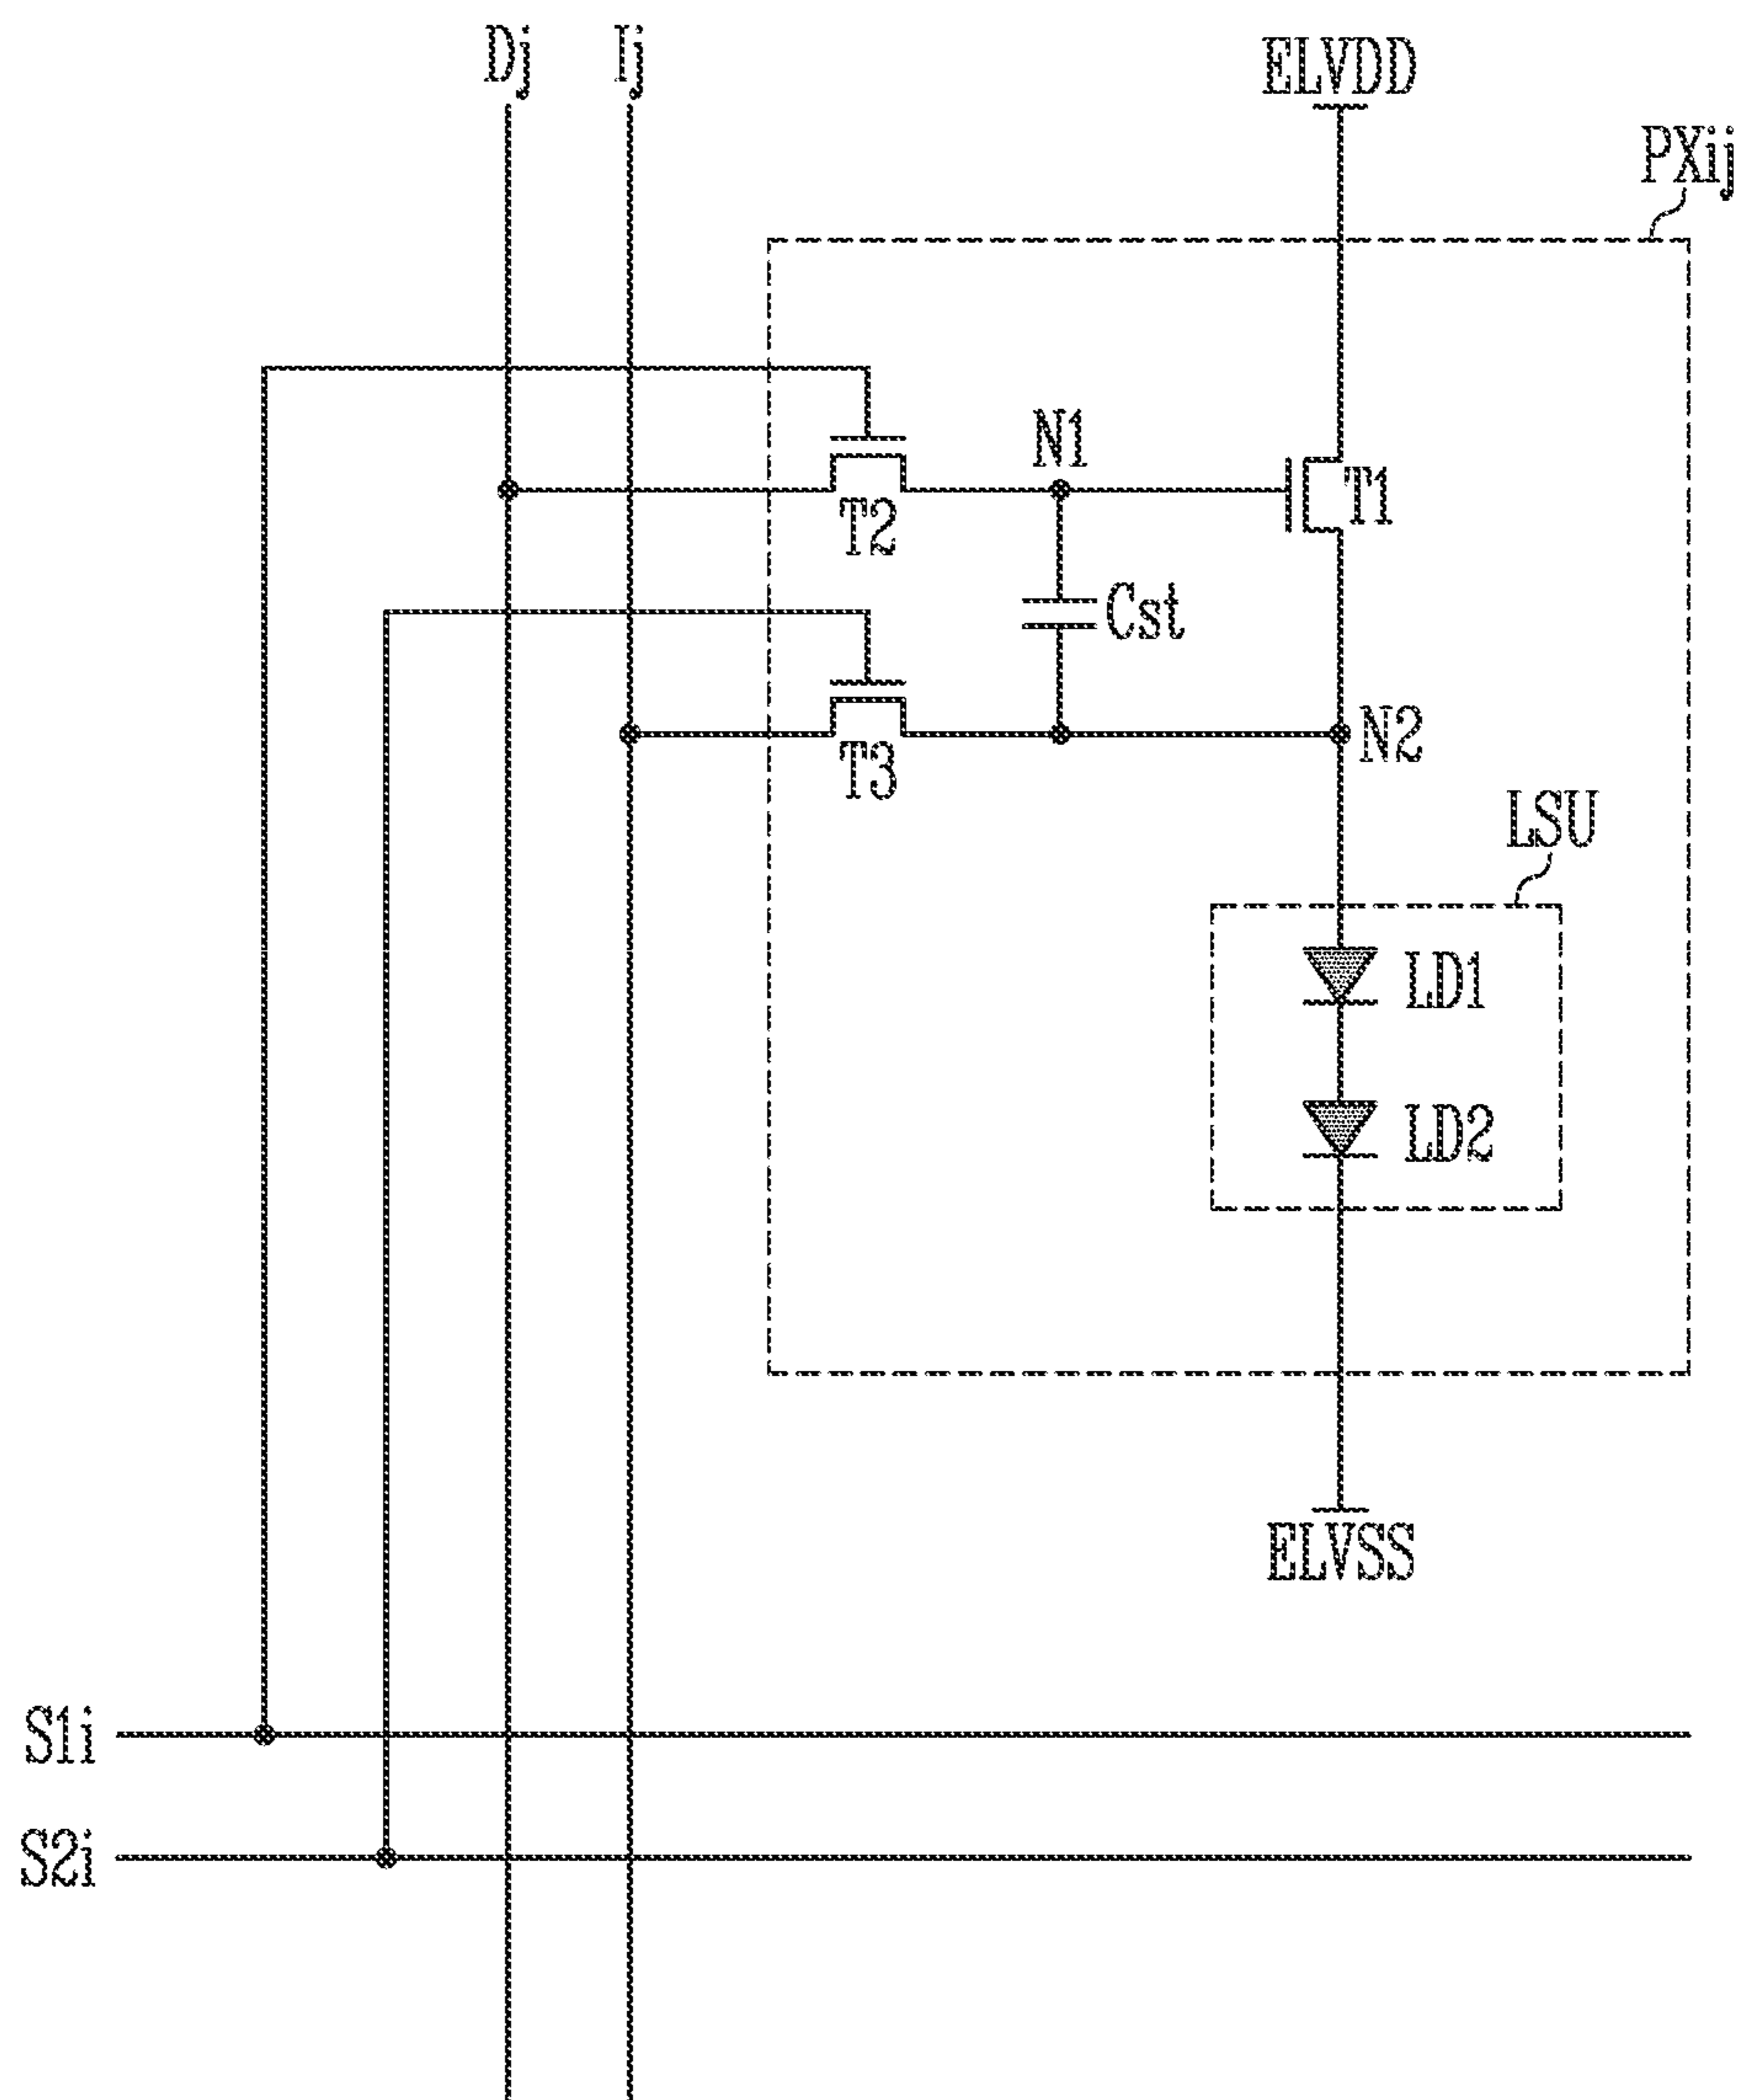 Dj
Ij
ELVDD
PXij
N1
T1
T2
Cst
N2
T3
LSU
LD1
LD2
ELVSS
S1i
S2i